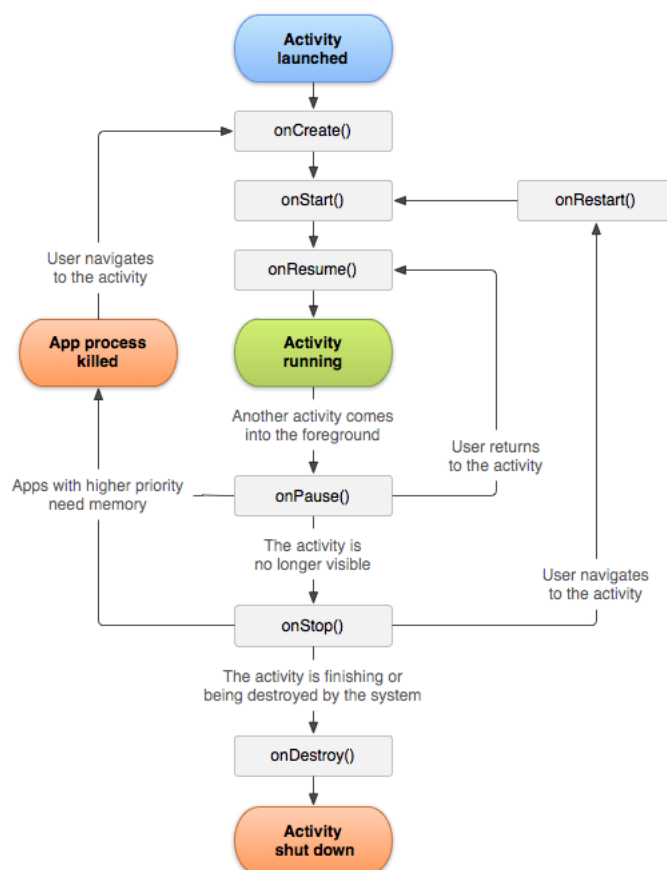 Activity
launched
onCreate()
onStart()
onRestart()
User navigates
to the activity
onResume()
App process
killed
Activity
running
Another activity comes
into the foreground
User returns
to the activity
Apps with higher priority
need memory
onPause()
The activity is
no longer visible
User navigates
to the activity
onStop()
The activity is finishing or
being destroyed by the system
onDestroy()
Activity
shut down